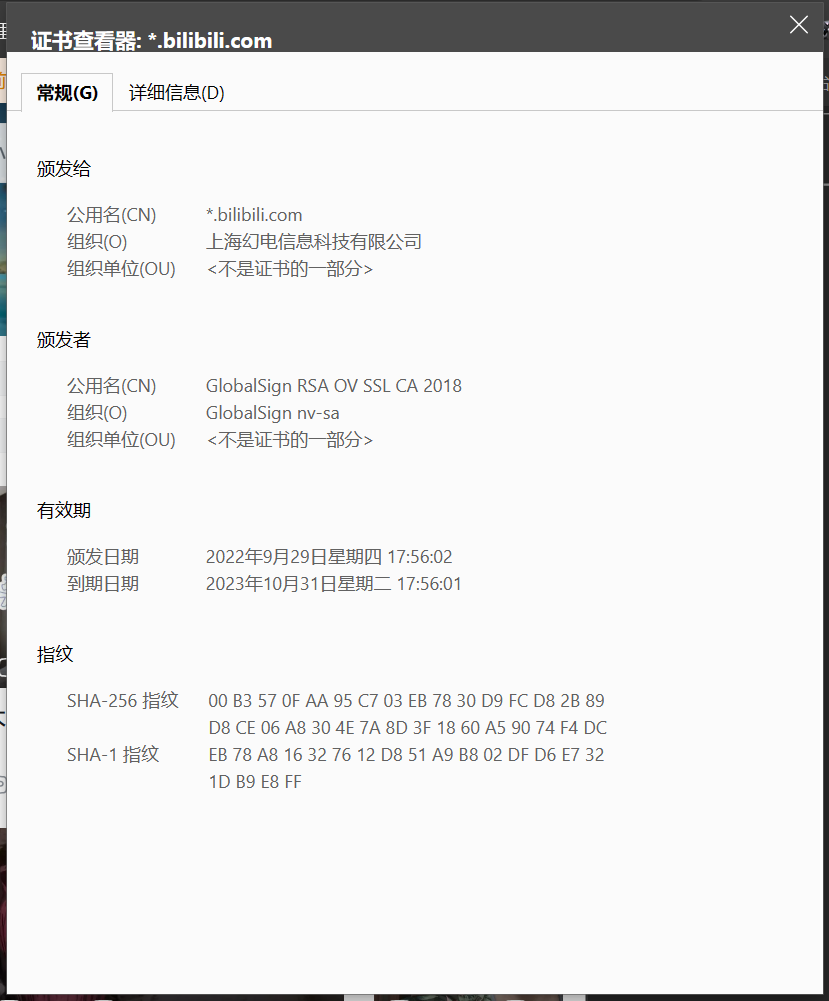 证书查看器: *.bilibili.com
常规(G) 详细信息(D)
颁发给
公用名(CN) *.bilibili.com
组织(O) 上海幻电信息科技有限公司
组织单位(OU) <不是证书的一部分>
颁发者
公用名(CN) GlobalSign RSA OV SSL CA 2018
组织(O) GlobalSign nv-sa
组织单位(OU) <不是证书的一部分>
有效期
颁发日期 2022年9月29日星期四 17:56:02
到期日期 2023年10月31日星期二 17:56:01
指纹
SHA-256 指纹 00 B3 57 0F AA 95 C7 03 EB 78 30 D9 FC D8 2B 89
D8 CE 06 A8 30 4E 7A 8D 3F 18 60 A5 90 74 F4 DC
SHA-1 指纹 EB 78 A8 16 32 76 12 D8 51 A9 B8 02 DF D6 E7 32
1D B9 E8 FF